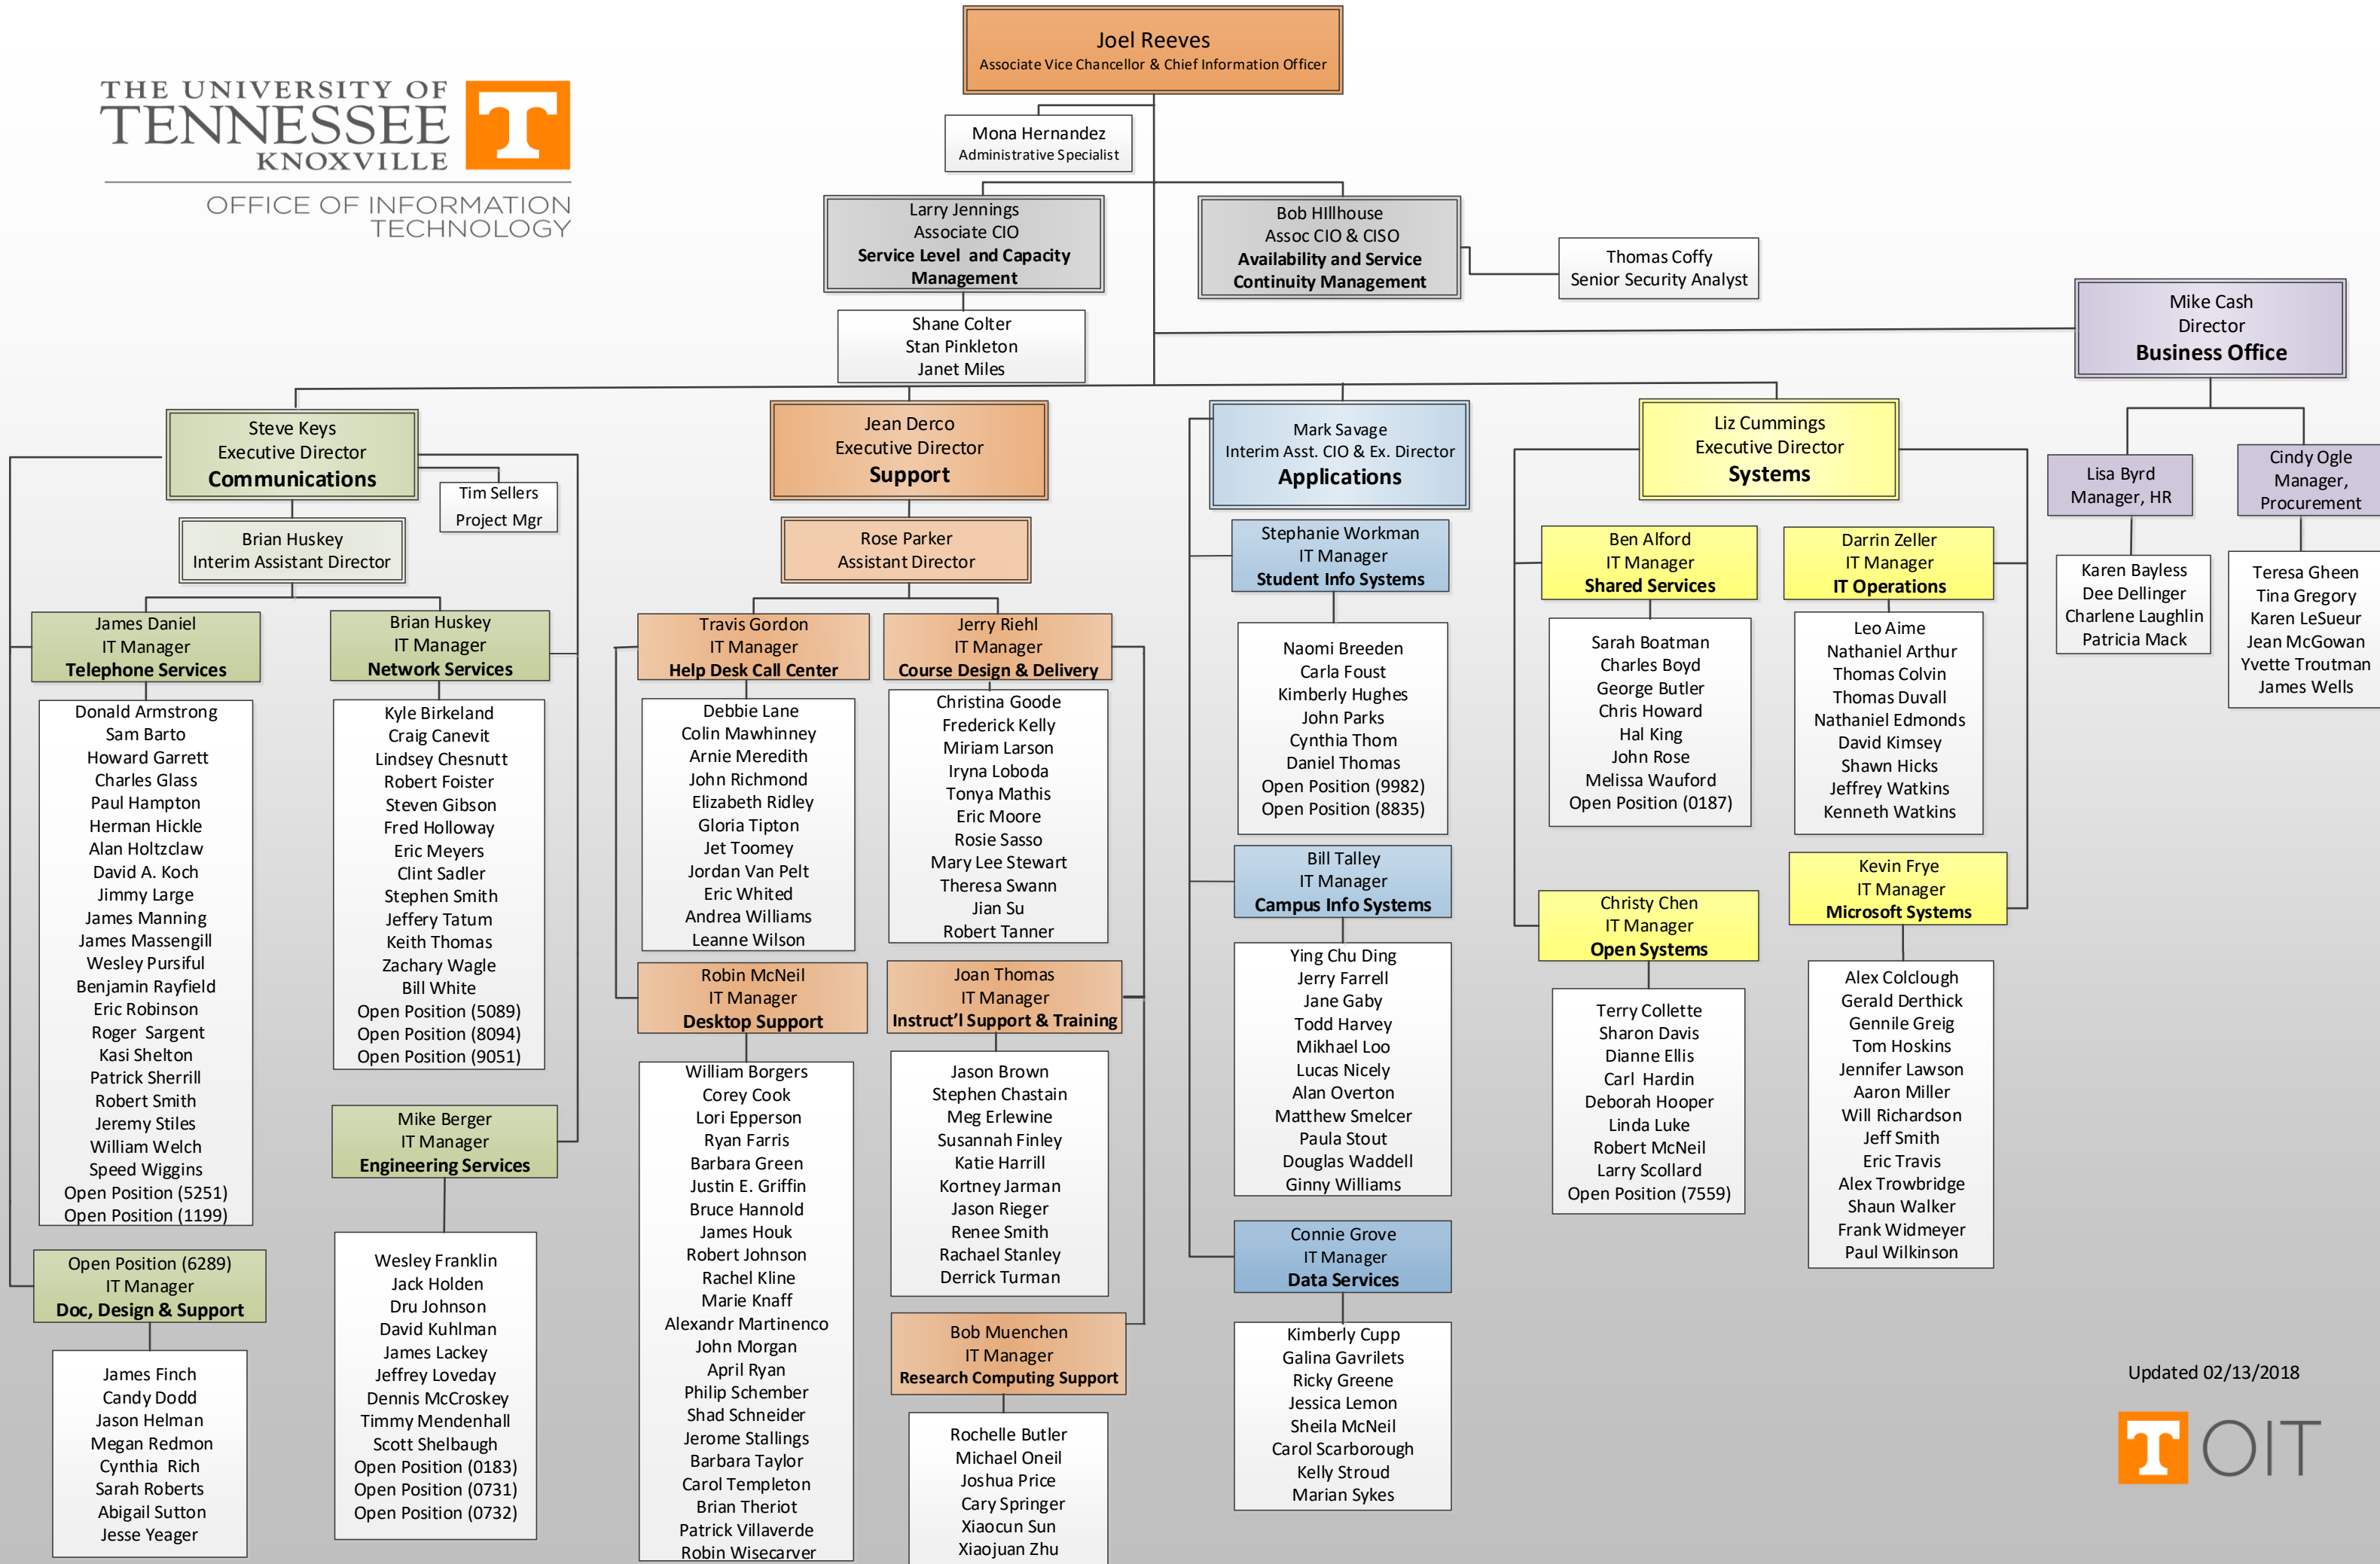 THE UNIVERSITY OF
TENNESSEE
KNOXVILLE
T
OFFICE OF INFORMATION
TECHNOLOGY
Joel Reeves
Associate Vice Chancellor & Chief Information Officer
Mona Hernandez
Administrative Specialist
Larry Jennings
Associate CIO
Service Level and Capacity
Management
Shane Colter
Stan Pinkleton
Janet Miles
Bob HIllhouse
Assoc CIO & CISO
Availability and Service
Continuity Management
Thomas Coffy
Senior Security Analyst
Mike Cash
Director
Business Office
Lisa Byrd
Manager, HR
Karen Bayless
Dee Dellinger
Charlene Laughlin
Patricia Mack
Cindy Ogle
Manager,
Procurement
Teresa Gheen
Tina Gregory
Karen LeSueur
Jean McGowan
Yvette Troutman
James Wells
Steve Keys
Executive Director
Communications
Tim Sellers
Project Mgr
Brian Huskey
Interim Assistant Director
James Daniel
IT Manager
Telephone Services
Donald Armstrong
Sam Barto
Howard Garrett
Charles Glass
Paul Hampton
Herman Hickle
Alan Holtzclaw
David A. Koch
Jimmy Large
James Manning
James Massengill
Wesley Pursiful
Benjamin Rayfield
Eric Robinson
Roger Sargent
Kasi Shelton
Patrick Sherrill
Robert Smith
Jeremy Stiles
William Welch
Speed Wiggins
Open Position (5251)
Open Position (1199)
Open Position (6289)
IT Manager
Doc, Design & Support
James Finch
Candy Dodd
Jason Helman
Megan Redmon
Cynthia Rich
Sarah Roberts
Abigail Sutton
Jesse Yeager
Brian Huskey
IT Manager
Network Services
Kyle Birkeland
Craig Canevit
Lindsey Chesnutt
Robert Foister
Steven Gibson
Fred Holloway
Eric Meyers
Clint Sadler
Stephen Smith
Jeffery Tatum
Keith Thomas
Zachary Wagle
Bill White
Open Position (5089)
Open Position (8094)
Open Position (9051)
Mike Berger
IT Manager
Engineering Services
Wesley Franklin
Jack Holden
Dru Johnson
David Kuhlman
James Lackey
Jeffrey Loveday
Dennis McCroskey
Timmy Mendenhall
Scott Shelbaugh
Open Position (0183)
Open Position (0731)
Open Position (0732)
Jean Derco
Executive Director
Support
Rose Parker
Assistant Director
Travis Gordon
IT Manager
Help Desk Call Center
Debbie Lane
Colin Mawhinney
Arnie Meredith
John Richmond
Elizabeth Ridley
Gloria Tipton
Jet Toomey
Jordan Van Pelt
Eric Whited
Andrea Williams
Leanne Wilson
Robin McNeil
IT Manager
Desktop Support
William Borgers
Corey Cook
Lori Epperson
Ryan Farris
Barbara Green
Justin E. Griffin
Bruce Hannold
James Houk
Robert Johnson
Rachel Kline
Marie Knaff
Alexandr Martinenco
John Morgan
April Ryan
Philip Schember
Shad Schneider
Jerome Stallings
Barbara Taylor
Carol Templeton
Brian Theriot
Patrick Villaverde
Robin Wisecarver
Jerry Riehl
IT Manager
Course Design & Delivery
Christina Goode
Frederick Kelly
Miriam Larson
Iryna Loboda
Tonya Mathis
Eric Moore
Rosie Sasso
Mary Lee Stewart
Theresa Swann
Jian Su
Robert Tanner
Joan Thomas
IT Manager
Instruct’l Support & Training
Jason Brown
Stephen Chastain
Meg Erlewine
Susannah Finley
Katie Harrill
Kortney Jarman
Jason Rieger
Renee Smith
Rachael Stanley
Derrick Turman
Bob Muenchen
IT Manager
Research Computing Support
Rochelle Butler
Michael Oneil
Joshua Price
Cary Springer
Xiaocun Sun
Xiaojuan Zhu
Mark Savage
Interim Asst. CIO & Ex. Director
Applications
Stephanie Workman
IT Manager
Student Info Systems
Naomi Breeden
Carla Foust
Kimberly Hughes
John Parks
Cynthia Thom
Daniel Thomas
Open Position (9982)
Open Position (8835)
Bill Talley
IT Manager
Campus Info Systems
Ying Chu Ding
Jerry Farrell
Jane Gaby
Todd Harvey
Mikhael Loo
Lucas Nicely
Alan Overton
Matthew Smelcer
Paula Stout
Douglas Waddell
Ginny Williams
Connie Grove
IT Manager
Data Services
Kimberly Cupp
Galina Gavrilets
Ricky Greene
Jessica Lemon
Sheila McNeil
Carol Scarborough
Kelly Stroud
Marian Sykes
Liz Cummings
Executive Director
Systems
Ben Alford
IT Manager
Shared Services
Sarah Boatman
Charles Boyd
George Butler
Chris Howard
Hal King
John Rose
Melissa Wauford
Open Position (0187)
Christy Chen
IT Manager
Open Systems
Terry Collette
Sharon Davis
Dianne Ellis
Carl Hardin
Deborah Hooper
Linda Luke
Robert McNeil
Larry Scollard
Open Position (7559)
Darrin Zeller
IT Manager
IT Operations
Leo Aime
Nathaniel Arthur
Thomas Colvin
Thomas Duvall
Nathaniel Edmonds
David Kimsey
Shawn Hicks
Jeffrey Watkins
Kenneth Watkins
Kevin Frye
IT Manager
Microsoft Systems
Alex Colclough
Gerald Derthick
Gennile Greig
Tom Hoskins
Jennifer Lawson
Aaron Miller
Will Richardson
Jeff Smith
Eric Travis
Alex Trowbridge
Shaun Walker
Frank Widmeyer
Paul Wilkinson
Updated 02/13/2018
T OIT